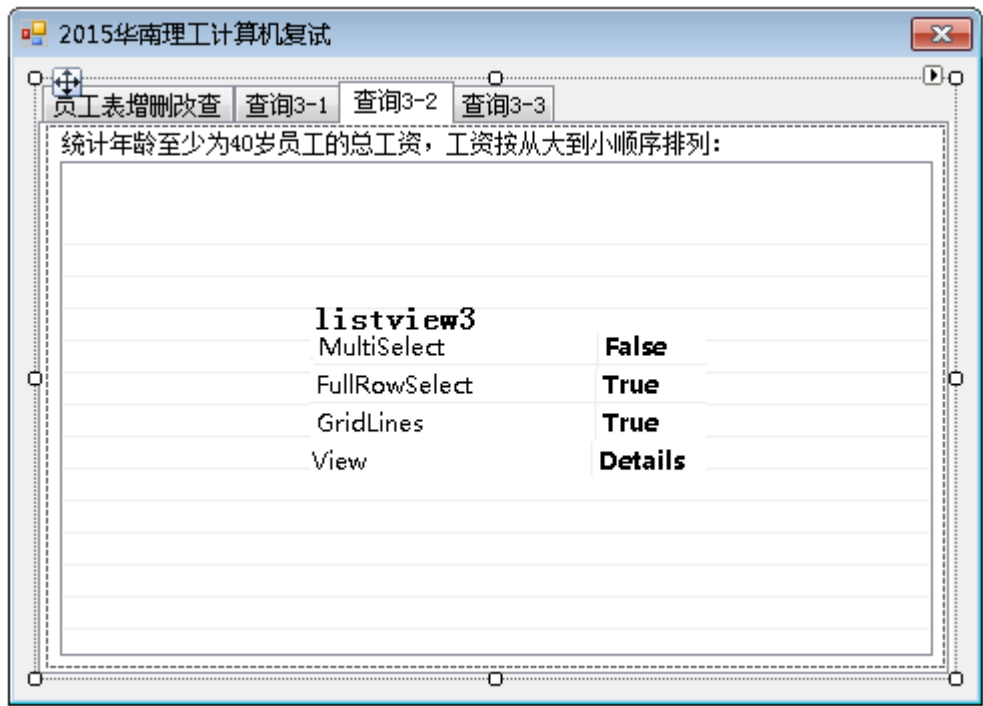 2015华南理工计算机复试
员工表增删改查 查询3-1 查询3-2 查询3-3
统计年龄至少为40岁员工的总工资，工资按从大到小顺序排列：
listview3
MultiSelect False
FullRowSelect True
GridLines True
View Details